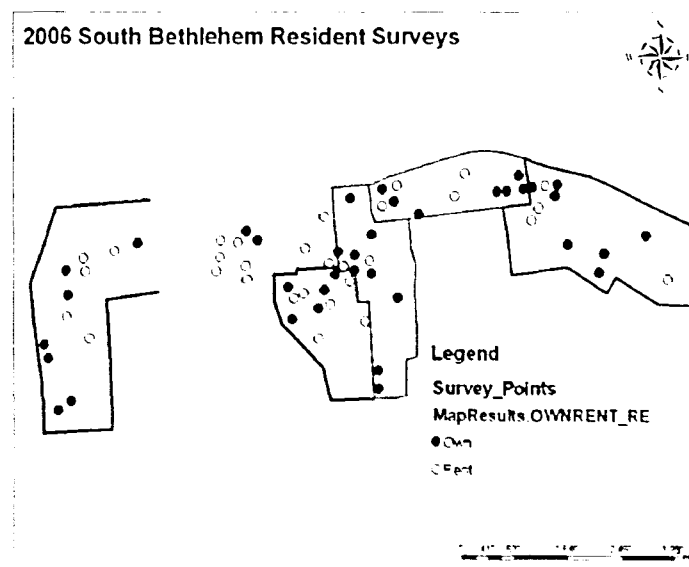 2006 South Bethlehem Resident Surveys
W
Legend
Survey_Points
MapResults.OWNRENT_RE
Own
Rent